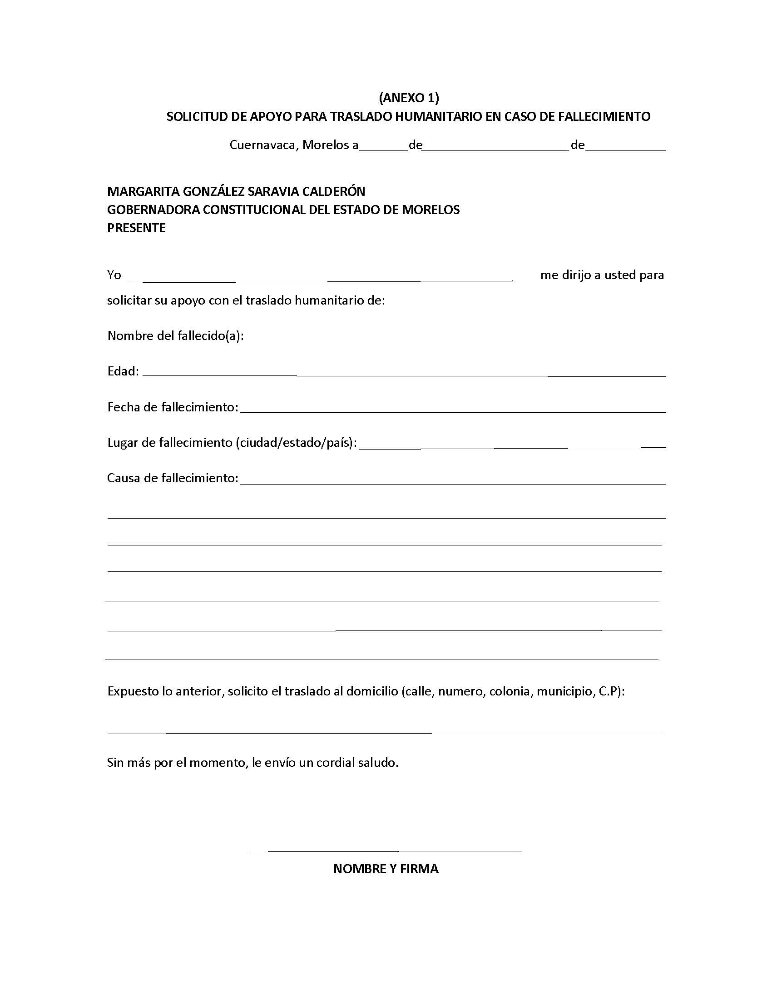 (ANEXO 1)
SOLICITUD DE APOYO PARA TRASLADO HUMANITARIO EN CASO DE FALLECIMIENTO
Cuernavaca, Morelos a_______de____________________de___________
MARGARITA GONZÁLEZ SARAVIA CALDERÓN
GOBERNADORA CONSTITUCIONAL DEL ESTADO DE MORELOS
PRESENTE
Yo ____________________ me dirijo a usted para
solicitar su apoyo con el traslado humanitario de:
Nombre del fallecido(a):
Edad:
Fecha de fallecimiento:
Lugar de fallecimiento (ciudad/estado/país):
Causa de fallecimiento:
Expuesto lo anterior, solicito el traslado al domicilio (calle, numero, colonia, municipio, C.P):
Sin más por el momento, le envío un cordial saludo.
NOMBRE Y FIRMA